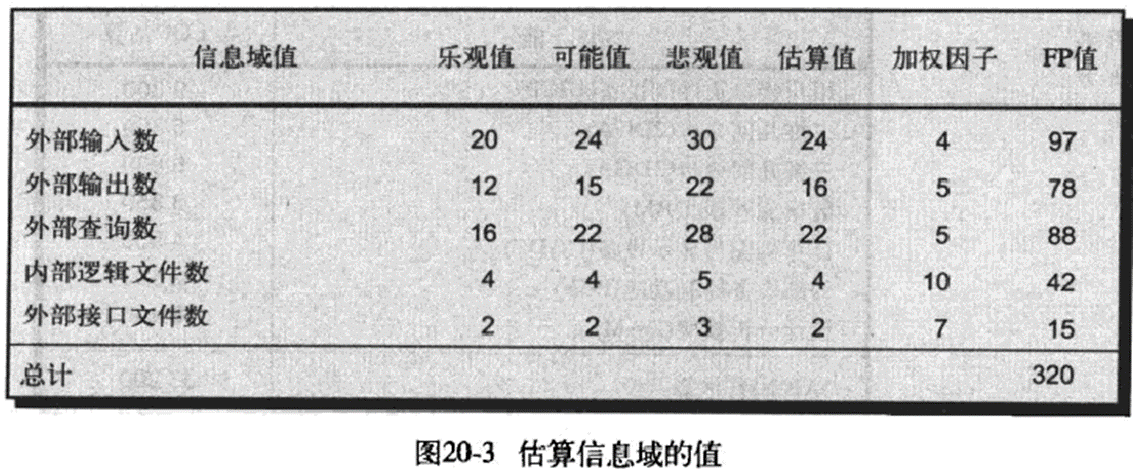 信息域值 乐观值 可能值 悲观值 估算值 加权因子 FP值
外部输入数 20 24 30 24 4 97
外部输出数 12 15 22 16 5 78
外部查询数 16 22 28 22 5 88
内部逻辑文件数 4 4 5 4 10 42
外部接口文件数 2 2 3 2 7 15
总计 320
图20-3 估算信息域的值